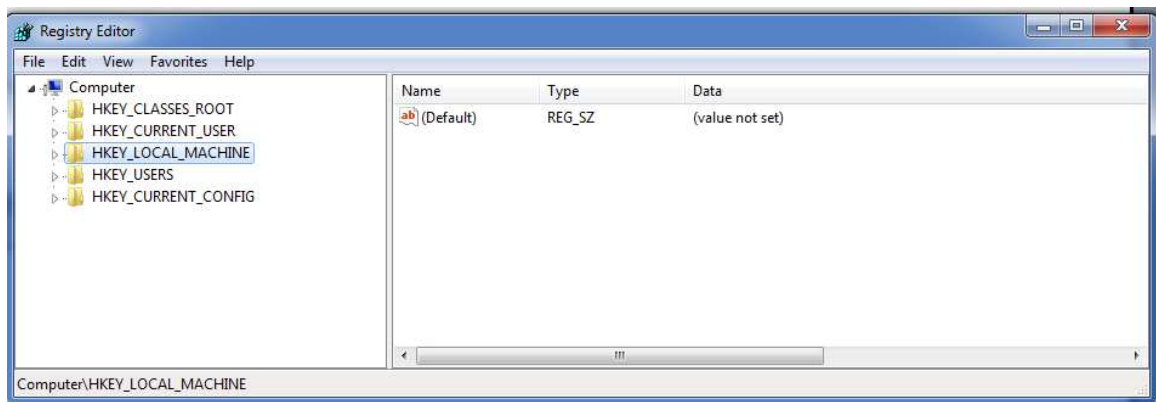 Registry Editor
File Edit View Favorites Help
Computer
HKEY_CLASSES_ROOT
HKEY_CURRENT_USER
HKEY_LOCAL_MACHINE
HKEY_USERS
HKEY_CURRENT_CONFIG
Name Type Data
ab (Default) REG_SZ (value not set)
Computer\HKEY_LOCAL_MACHINE